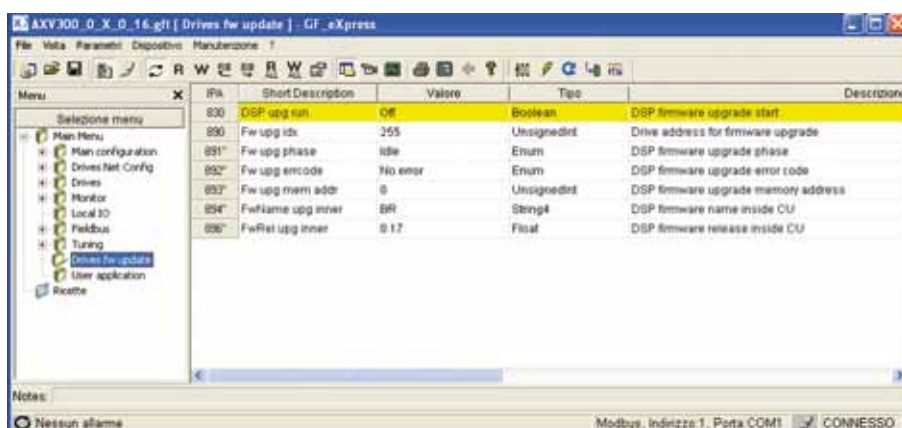 AXV300_0_X_0_16.gft [ Drives fw update ] - GF_eXpress
File Vista Parametri Dispositivo Manutenzione ?
Menu IPA Short Description Valore Tipo Descrizione
Selezione menu
Main Menu
Main configuration
Drives Net Config
Drives
Monitor
Local IO
Fieldbus
Tuning
Drives fw update
User application
Ricette
830 DSP upg run Off Boolean DSP firmware upgrade start
890 Fw upg idx 255 UnsignedInt Drive address for firmware upgrade
891* Fw upg phase Idle Enum DSP firmware upgrade phase
892* Fw upg errcode No error Enum DSP firmware upgrade error code
893* Fw upg mem addr 0 UnsignedInt DSP firmware upgrade memory address
894* FwName upg inner BR String4 DSP firmware name inside CU
896* FwRel upg inner 0.17 Float DSP firmware release inside CU
Notes:
Nessun allarme Modbus, Indirizzo:1, Porta COM1 CONNESSO